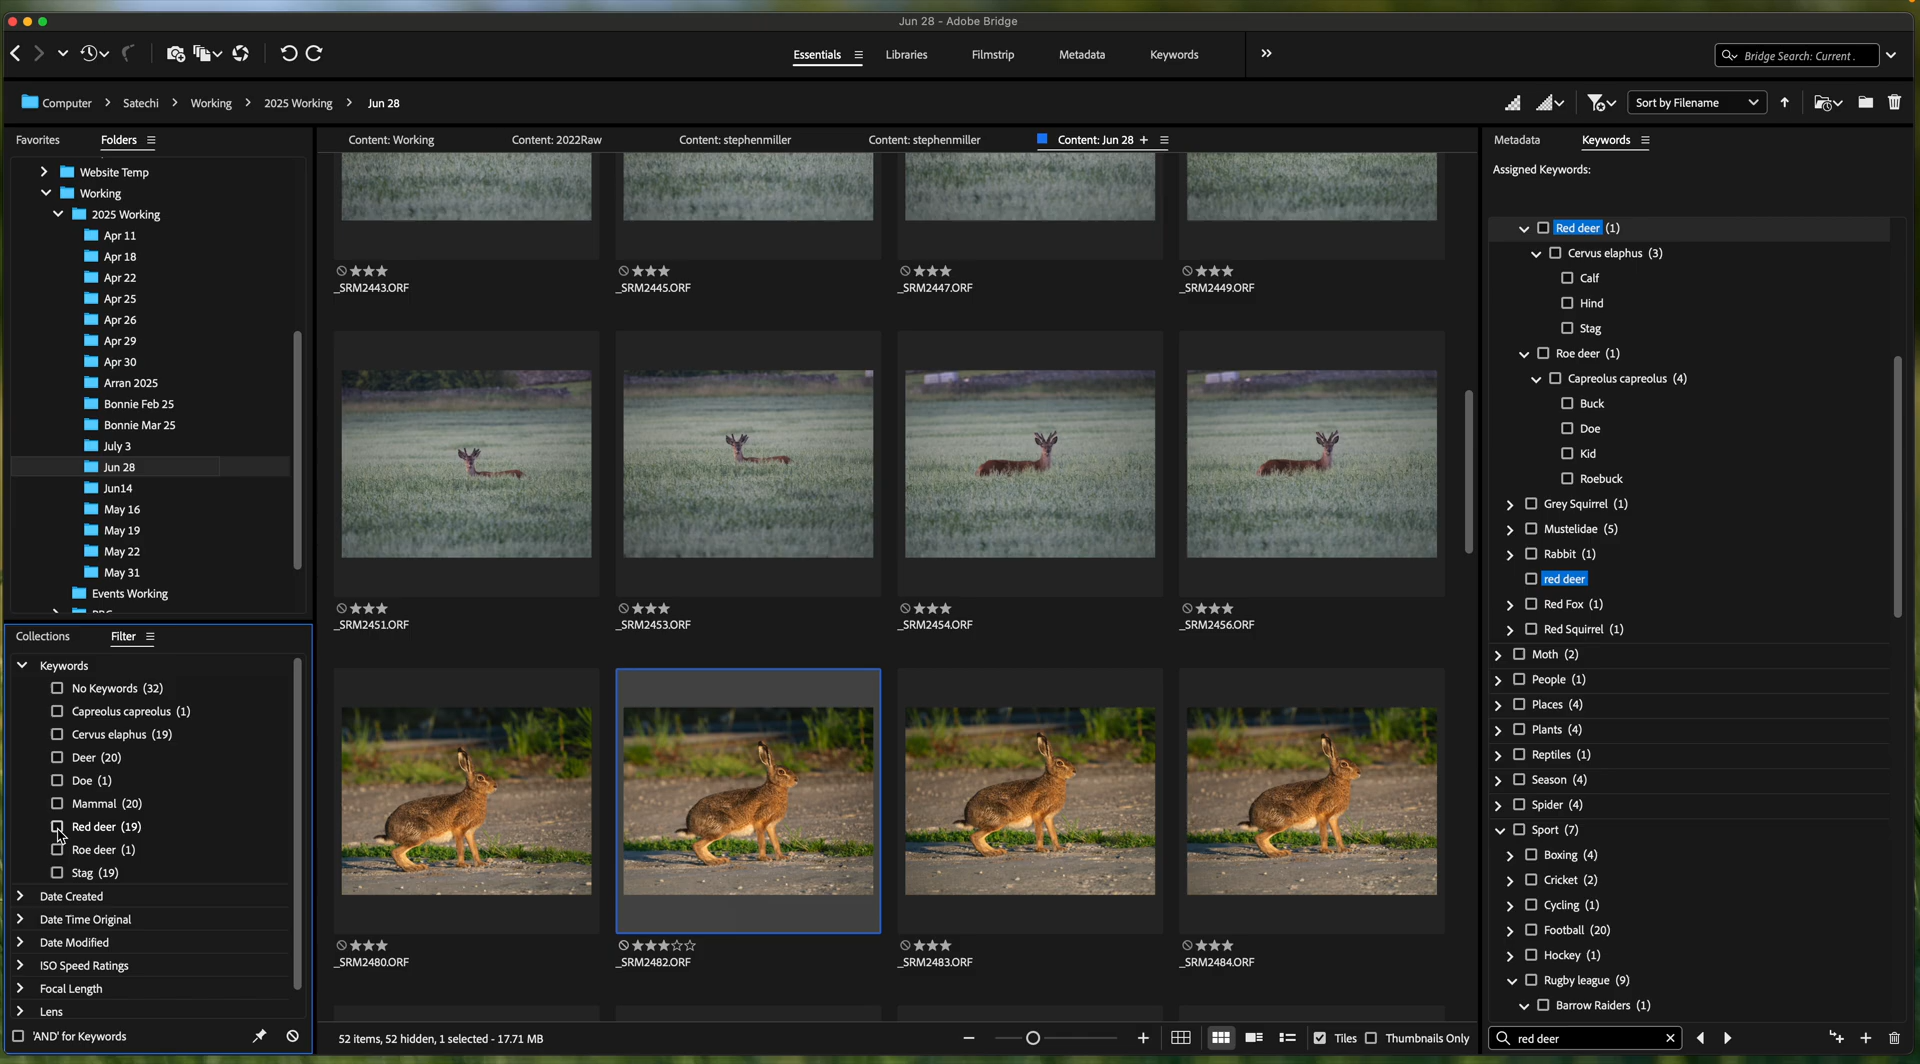 Jun 28 - Adobe Bridge
Essentials
Libraries
Filmstrip
Metadata
Keywords
Bridge Search: Current .
Computer
Satechi
Working
2025 Working
Jun 28
Sort by Filename
Favorites
Folders
Website Temp
Working
2025 Working
Apr 11
Apr 18
Apr 22
Apr 25
Apr 26
Apr 29
Apr 30
Arran 2025
Bonnie Feb 25
Bonnie Mar 25
July 3
Jun 28
Jun14
May 16
May 19
May 22
May 31
Events Working
Collections
Filter
Keywords
No Keywords (32)
Capreolus capreolus (1)
Cervus elaphus (19)
Deer (20)
Doe (1)
Mammal (20)
Red deer (19)
Roe deer (1)
Stag (19)
Date Created
Date Time Original
Date Modified
ISO Speed Ratings
Focal Length
Lens
'AND' for Keywords
Content: Working
Content: 2022Raw
Content: stephenmiller
Content: stephenmiller
Content: Jun 28 +
_SRM2443.ORF
_SRM2445.ORF
_SRM2447.ORF
_SRM2449.ORF
_SRM2451.ORF
_SRM2453.ORF
_SRM2454.ORF
_SRM2456.ORF
_SRM2480.ORF
_SRM2482.ORF
_SRM2483.ORF
_SRM2484.ORF
52 items, 52 hidden, 1 selected - 17.71 MB
Tiles
Thumbnails Only
Metadata
Keywords
Assigned Keywords:
Red deer (1)
Cervus elaphus (3)
Calf
Hind
Stag
Roe deer (1)
Capreolus capreolus (4)
Buck
Doe
Kid
Roebuck
Grey Squirrel (1)
Mustelidae (5)
Rabbit (1)
red deer
Red Fox (1)
Red Squirrel (1)
Moth (2)
People (1)
Places (4)
Plants (4)
Reptiles (1)
Season (4)
Spider (4)
Sport (7)
Boxing (4)
Cricket (2)
Cycling (1)
Football (20)
Hockey (1)
Rugby league (9)
Barrow Raiders (1)
red deer